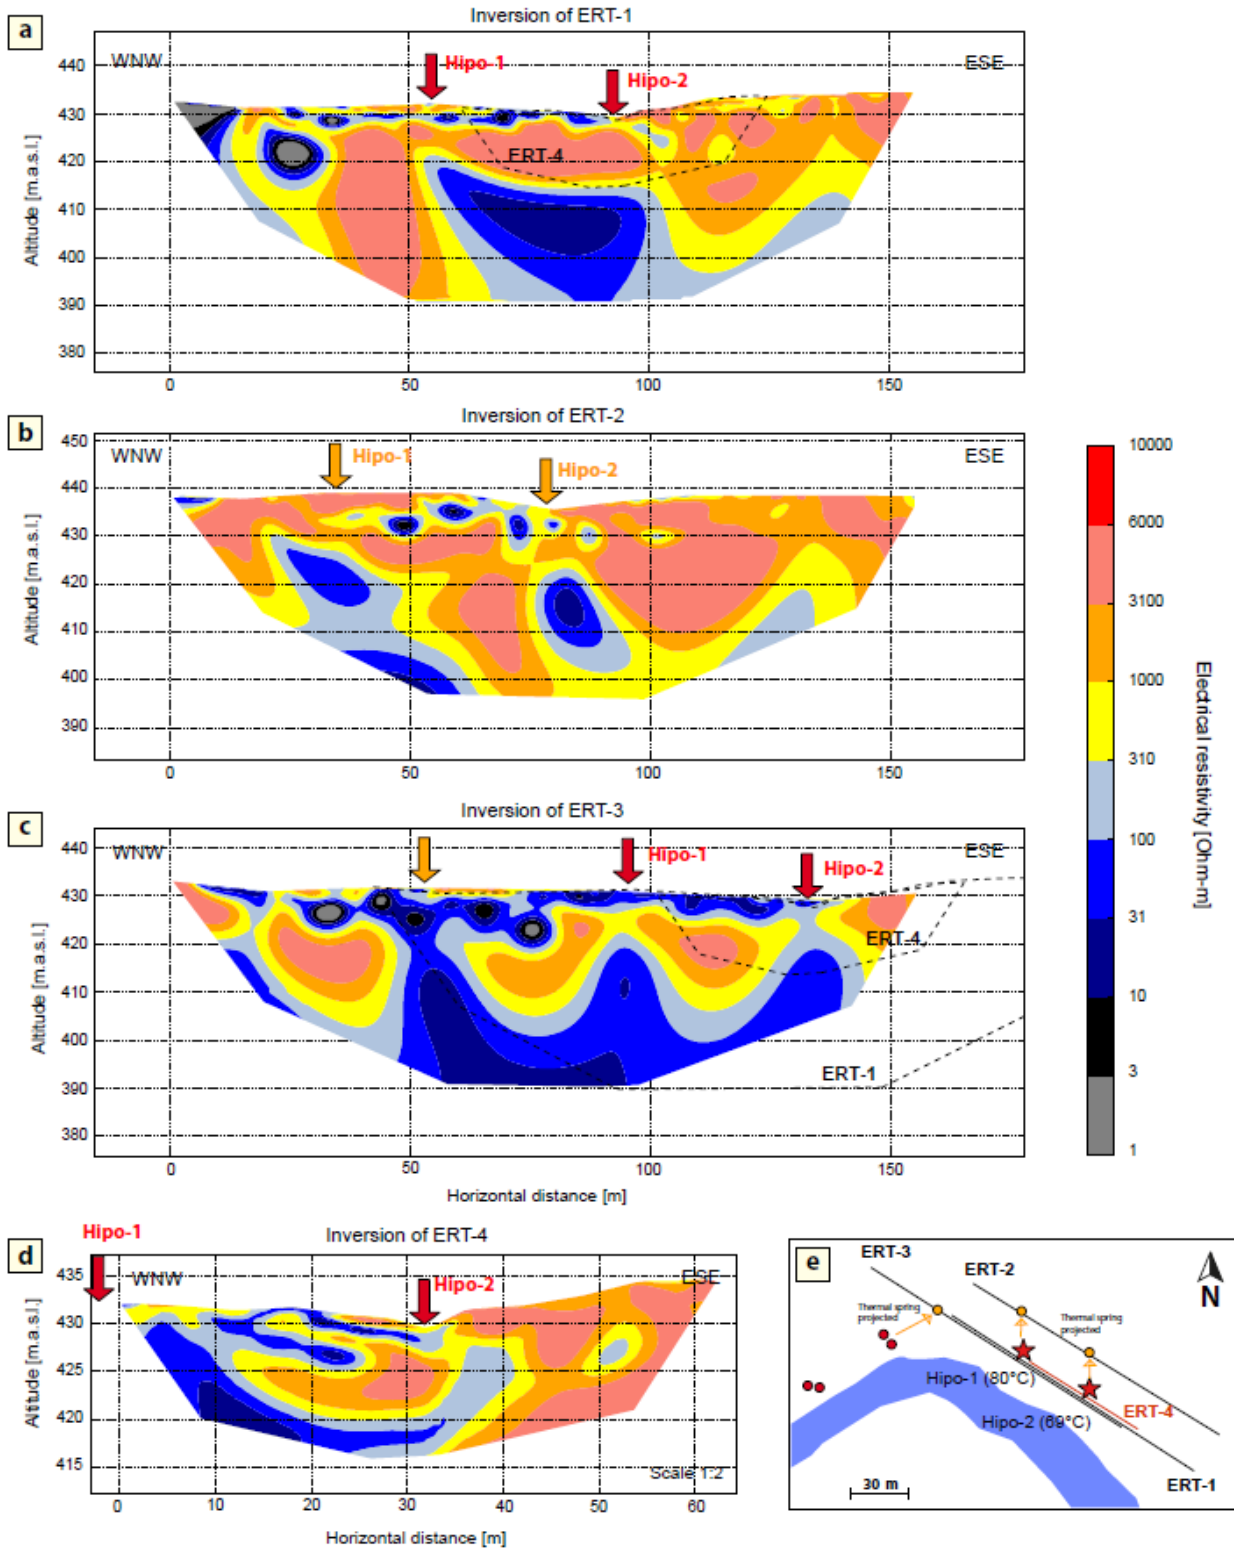 a
Inversion of ERT-1
WNW
ESE
Hipo-1
Hipo-2
ERT-4
Altitude [m.a.s.l.]
440
430
420
410
400
390
380
0
50
100
150
b
Inversion of ERT-2
WNW
ESE
Hipo-1
Hipo-2
Altitude [m.a.s.l.]
450
440
430
420
410
400
390
0
50
100
150
c
Inversion of ERT-3
WNW
ESE
Hipo-1
Hipo-2
ERT-4
ERT-1
Altitude [m.a.s.l.]
440
430
420
410
400
390
380
0
50
100
150
Horizontal distance [m]
10000
6000
3100
1000
310
100
31
10
3
1
Electrical resistivity [Ohm-m]
d
Hipo-1
Inversion of ERT-4
WNW
ESE
Hipo-2
Altitude [m.a.s.l.]
435
430
425
420
415
Scale 1:2
0
10
20
30
40
50
60
Horizontal distance [m]
e
ERT-3
ERT-2
N
Thermal spring
projected
Thermal spring
projected
Hipo-1 (80°C)
Hipo-2 (69°C)
ERT-4
ERT-1
30 m